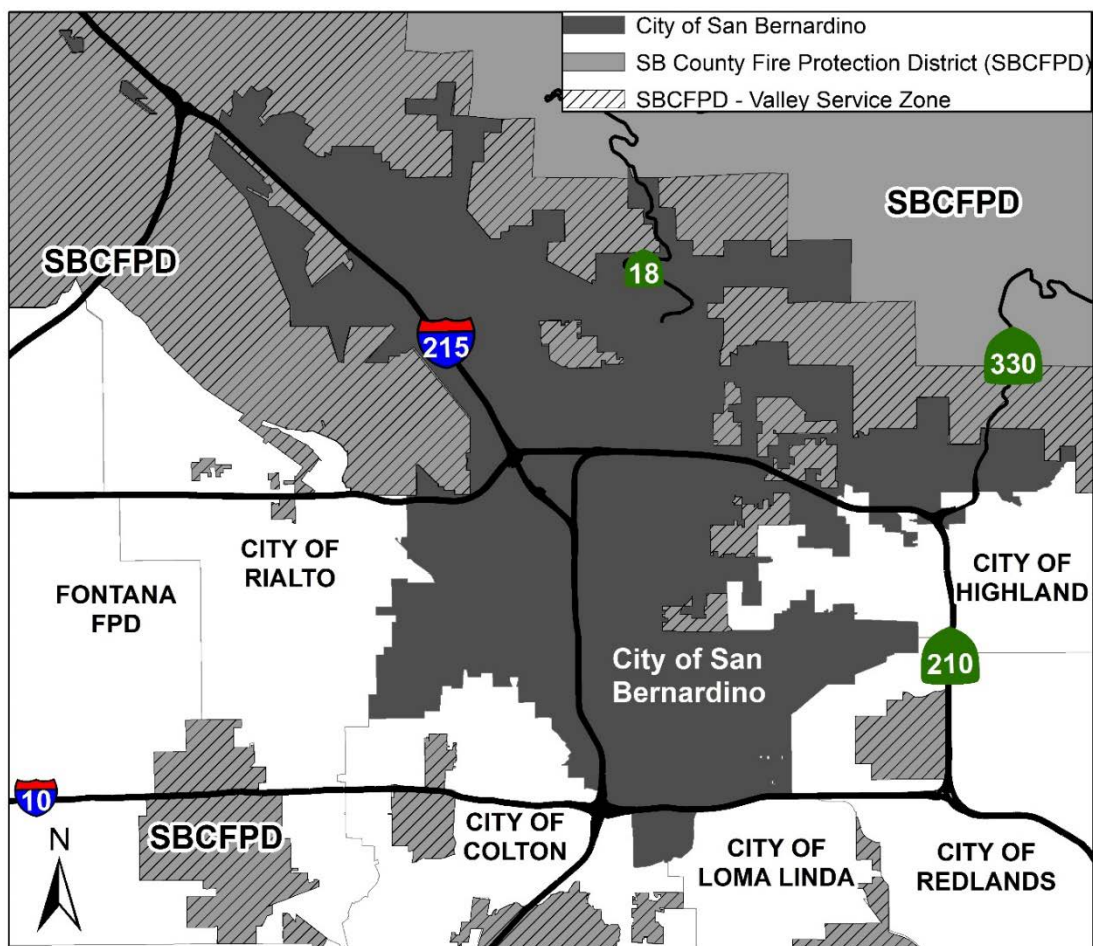 City of San Bernardino
SB County Fire Protection District (SBCFPD)
SBCFPD - Valley Service Zone
SBCFPD
SBCFPD
18
215
330
CITY OF
RIALTO
FONTANA
FPD
CITY OF
HIGHLAND
City of San
Bernardino
210
10
SBCFPD
CITY OF
COLTON
CITY OF
LOMA LINDA
CITY OF
REDLANDS
N